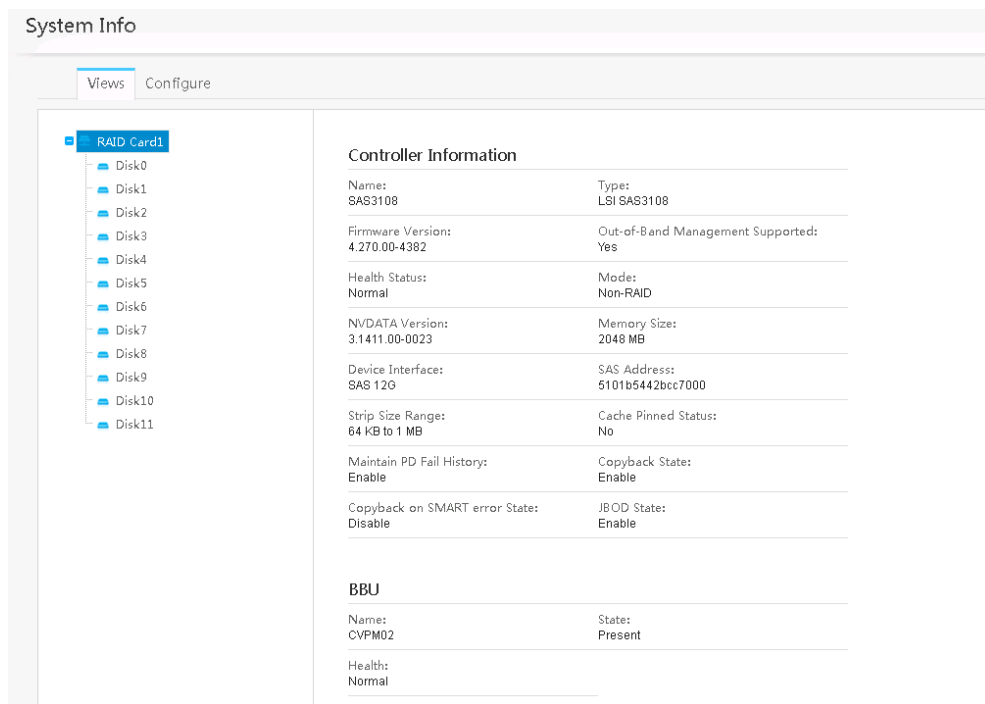 System Info
Views Configure
RAID Card1
Disk0
Disk1
Disk2
Disk3
Disk4
Disk5
Disk6
Disk7
Disk8
Disk9
Disk10
Disk11
Controller Information
Name: Type:
SAS3108 LSI SAS3108
Firmware Version: Out-of-Band Management Supported:
4.270.00-4382 Yes
Health Status: Mode:
Normal Non-RAID
NVDATA Version: Memory Size:
3.1411.00-0023 2048 MB
Device Interface: SAS Address:
SAS 12G 5101b5442bcc7000
Strip Size Range: Cache Pinned Status:
64 KB to 1 MB No
Maintain PD Fail History: Copyback State:
Enable Enable
Copyback on SMART error State: JBOD State:
Disable Enable
BBU
Name: State:
CVPM02 Present
Health:
Normal